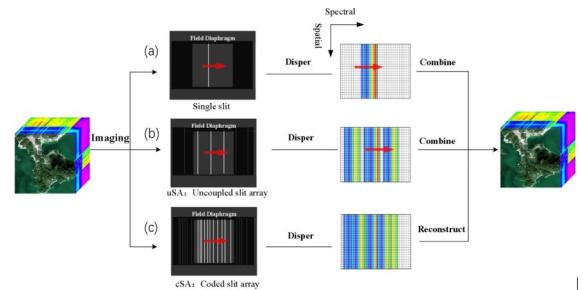 Spectral
Spatial
(a)
Field Diaphragm
Disper
Combine
Single slit
Imaging
(b)
Field Diaphragm
Disper
Combine
uSA: Uncoupled slit array
(c)
Field Diaphragm
Disper
Reconstruct
cSA: Coded slit array